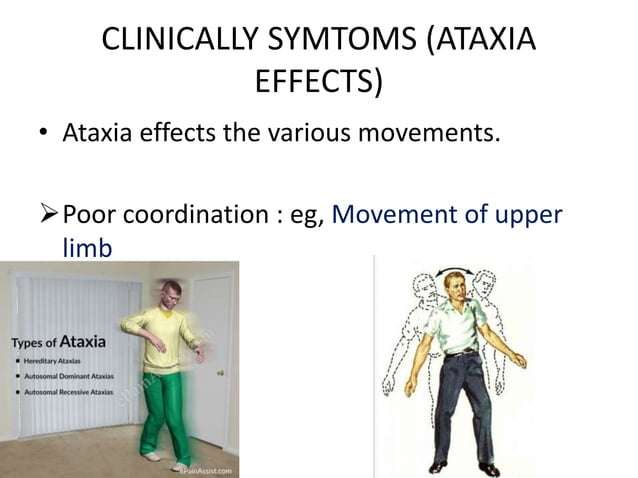 CLINICALLY SYMTOMS (ATAXIA
EFFECTS)
• Ataxia effects the various movements.
➢Poor coordination : eg, Movement of upper
limb
Types of Ataxia
■ Hereditary Ataxias
■ Autosomal Dominant Ataxias
■ Autosomal Recessive Ataxias
ePainAssist.com